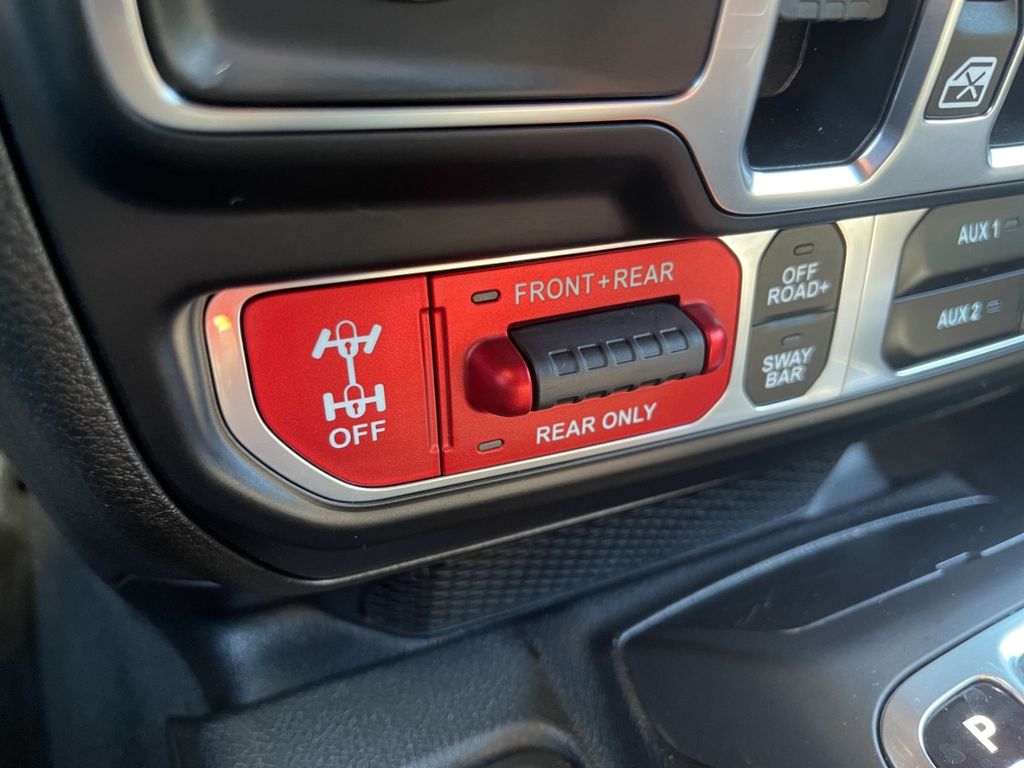 FRONT+REAR
OFF
REAR ONLY
OFF
ROAD+
SWAY
BAR
AUX 1
AUX 2
P